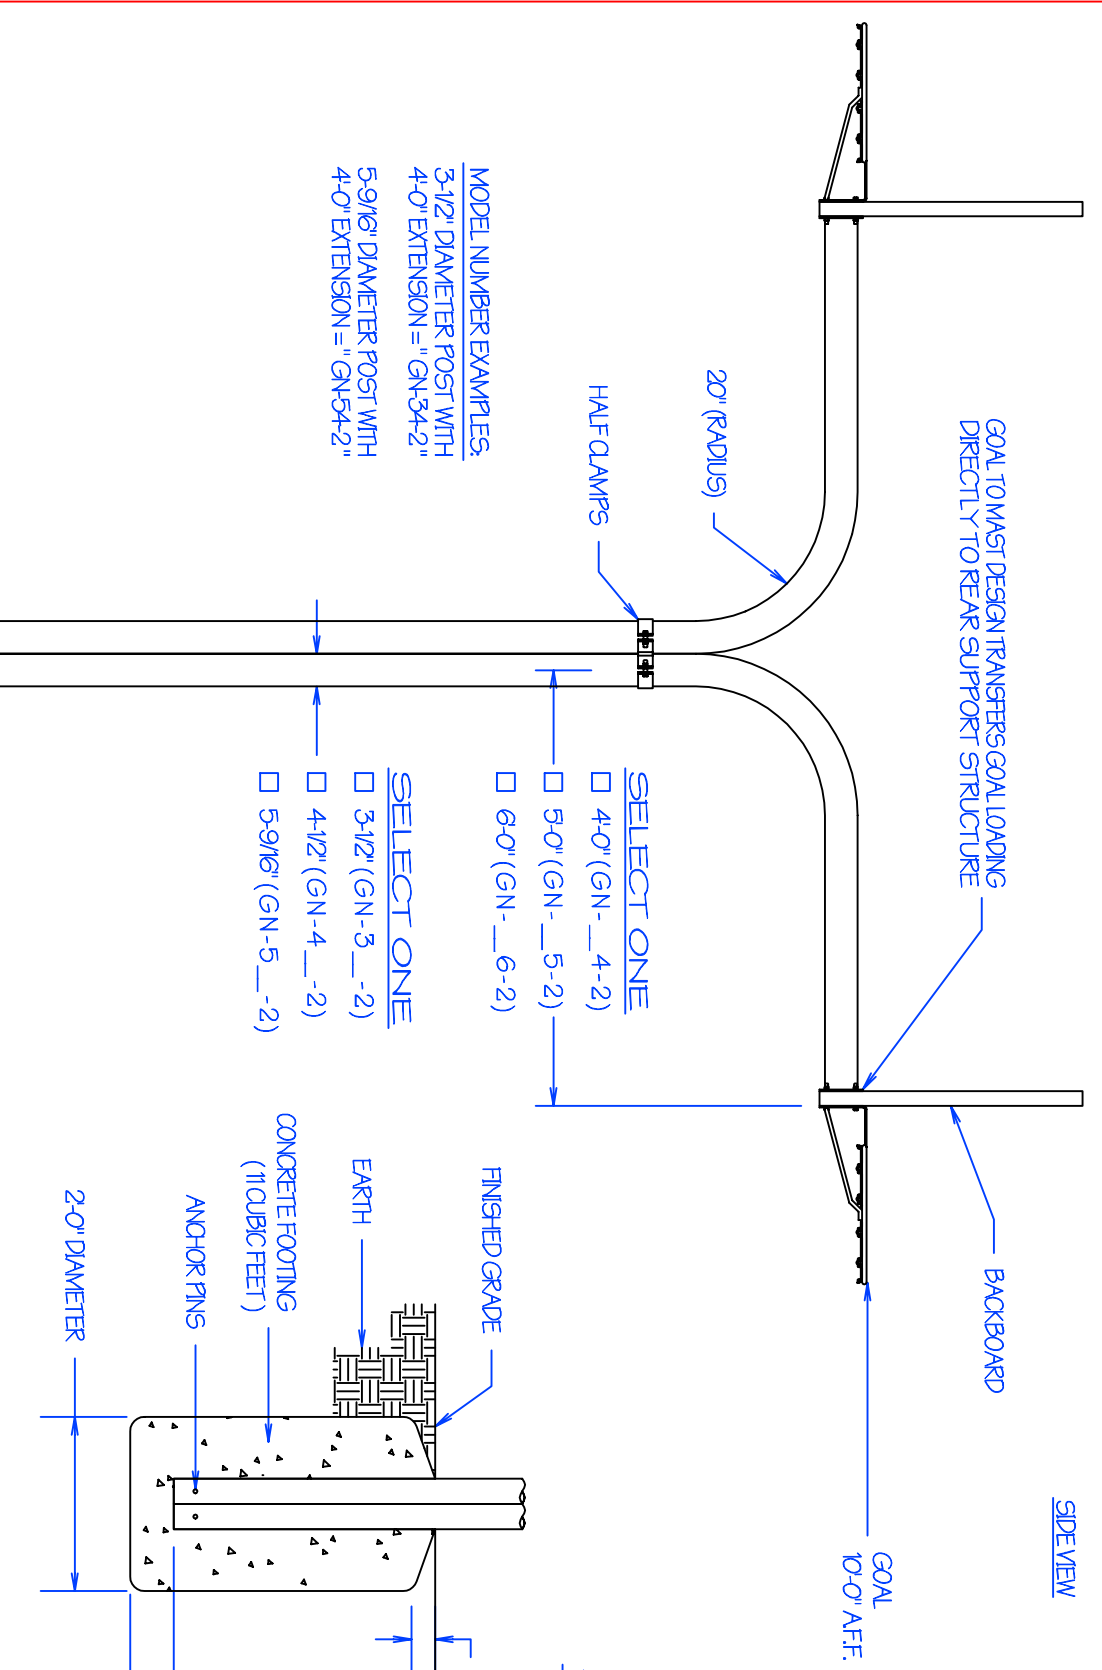 SIDE VIEW
GOAL TO MAST DESIGN TRANSFERS GOAL LOADING
DIRECTLY TO REAR SUPPORT STRUCTURE
BACKBOARD
GOAL
10'-0" A.F.F.
20" (RADIUS)
HALF CLAMPS
SELECT ONE
4'-0" (GN-__4-2)
5'-0" (GN-__5-2)
6'-0" (GN-__6-2)
MODEL NUMBER EXAMPLES:
3-1/2" DIAMETER POST WITH
4'-0" EXTENSION = "GN-34-2"
5-9/16" DIAMETER POST WITH
4'-0" EXTENSION = "GN-54-2"
SELECT ONE
3-1/2" (GN-3__-2)
4-1/2" (GN-4__-2)
5-9/16" (GN-5__-2)
FINISHED GRADE
EARTH
CONCRETE FOOTING
(11 CUBIC FEET)
ANCHOR PINS
2'-0" DIAMETER